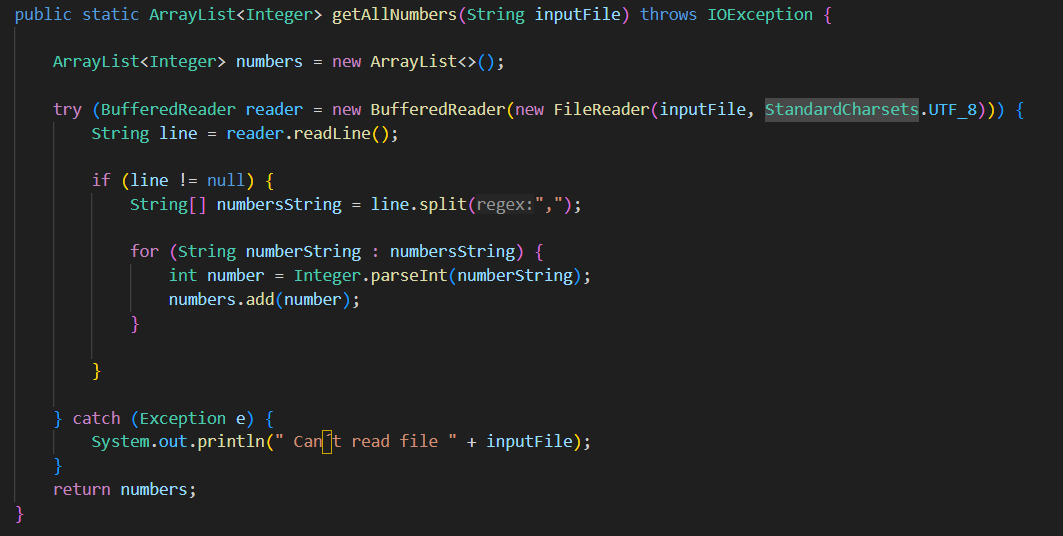 public static ArrayList<Integer> getAllNumbers(String inputFile) throws IOException {
ArrayList<Integer> numbers = new ArrayList<>();
try (BufferedReader reader = new BufferedReader(new FileReader(inputFile, StandardCharsets.UTF_8))) {
String line = reader.readLine();
if (line != null) {
String[] numbersString = line.split(regex:",");
for (String numberString : numbersString) {
int number = Integer.parseInt(numberString);
numbers.add(number);
}
}
} catch (Exception e) {
System.out.println(" Can´t read file " + inputFile);
}
return numbers;
}